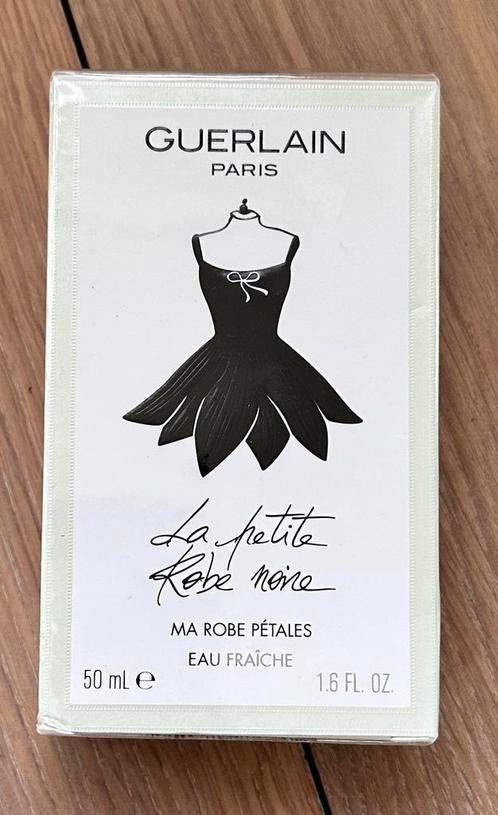 GUERLAIN
PARIS
La petite
Robe noire
MA ROBE PÉTALES
EAU FRAÎCHE
50 mL ℮ 1.6 FL. OZ.